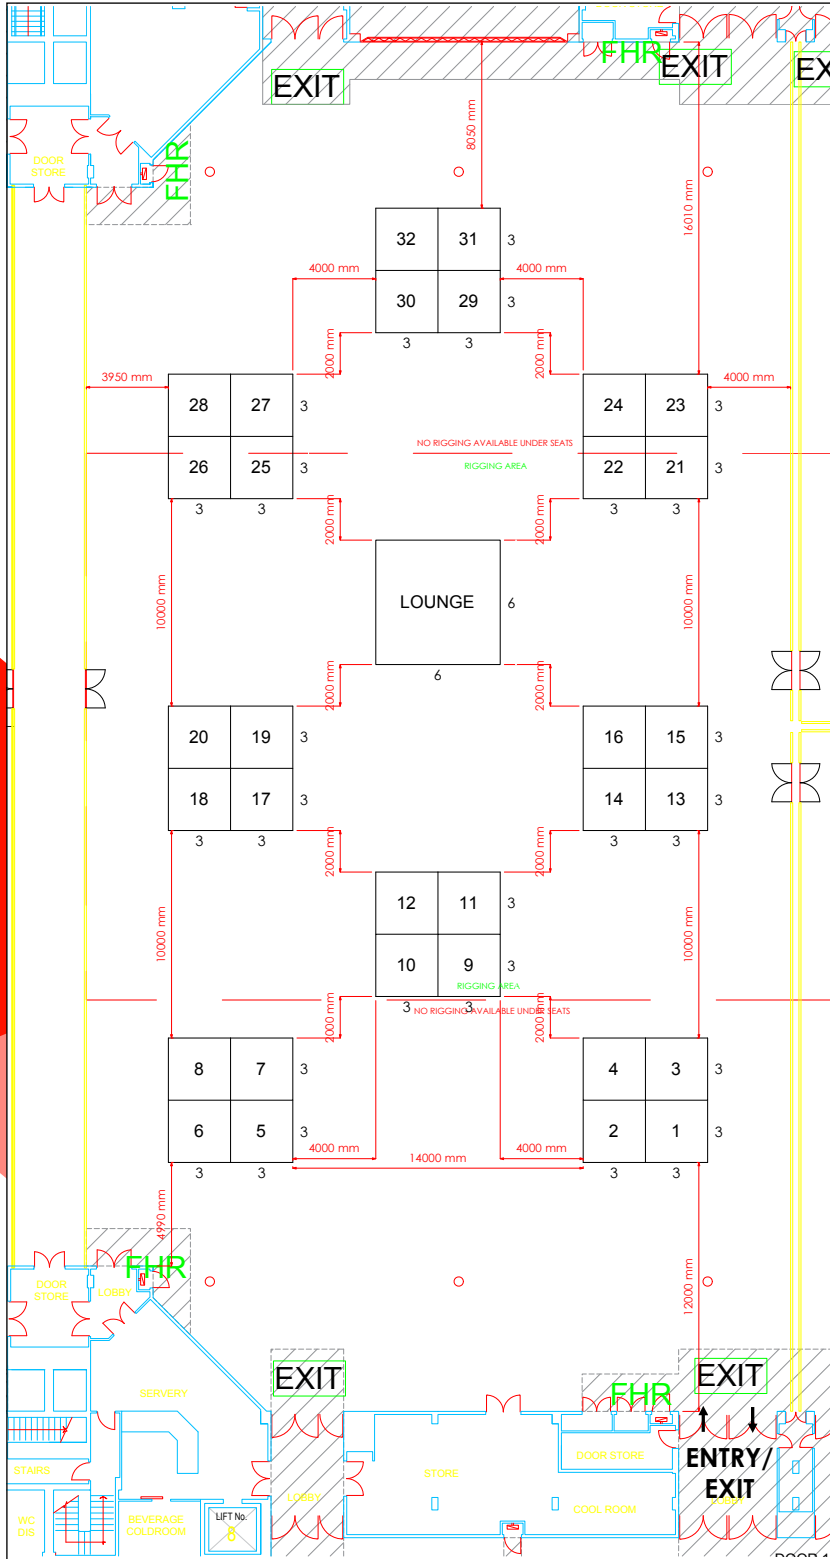 FHR
EXIT
EXIT
EX
DOOR
STORE
FHR
8050 mm
16010 mm
32
31
3
4000 mm
4000 mm
30
29
3
3
3
2000 mm
2000 mm
3950 mm
4000 mm
28
27
3
24
23
3
NO RIGGING AVAILABLE UNDER SEATS
RIGGING AREA
26
25
3
22
21
3
3
3
3
3
2000 mm
2000 mm
10000 mm
10000 mm
LOUNGE
6
6
2000 mm
2000 mm
20
19
3
16
15
3
18
17
3
14
13
3
3
3
3
3
2000 mm
2000 mm
12
11
3
10000 mm
10000 mm
10
9
3
RIGGING AREA
3
3
NO RIGGING AVAILABLE UNDER SEATS
2000 mm
2000 mm
8
7
3
4
3
3
6
5
3
2
1
3
4000 mm
14000 mm
4000 mm
3
3
3
3
4990 mm
FHR
DOOR
STORE
LOBBY
12000 mm
EXIT
EXIT
SERVERY
FHR
ENTRY/
EXIT
DOOR STORE
STAIRS
STORE
LOBBY
LOBBY
COOL ROOM
WC
DIS
BEVERAGE
COLDROOM
LIFT No.
8